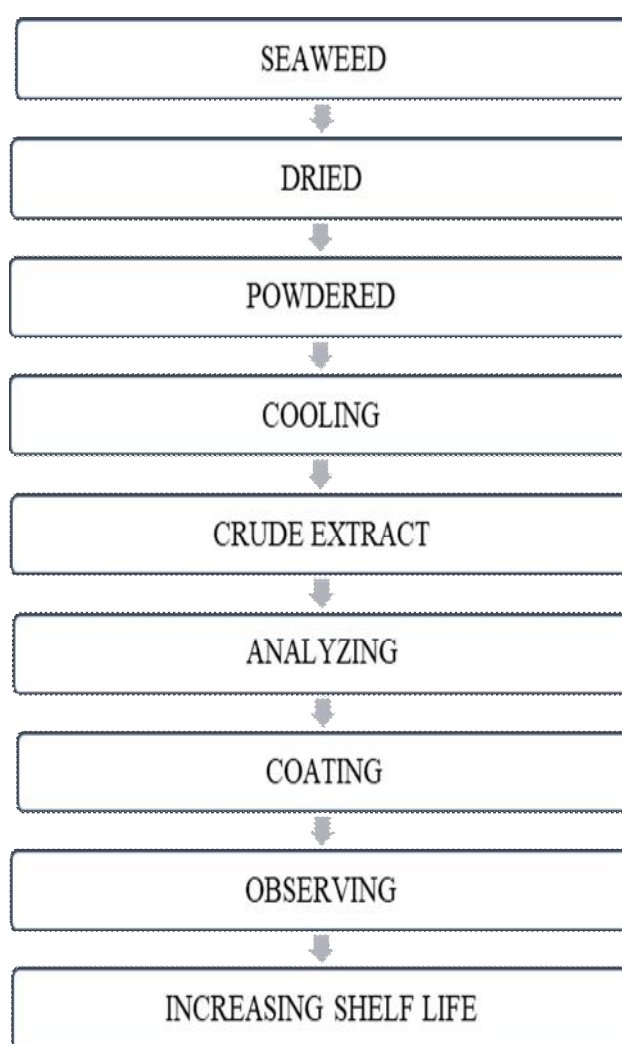 SEAWEED
DRIED
POWDERED
COOLING
CRUDE EXTRACT
ANALYZING
COATING
OBSERVING
INCREASING SHELF LIFE